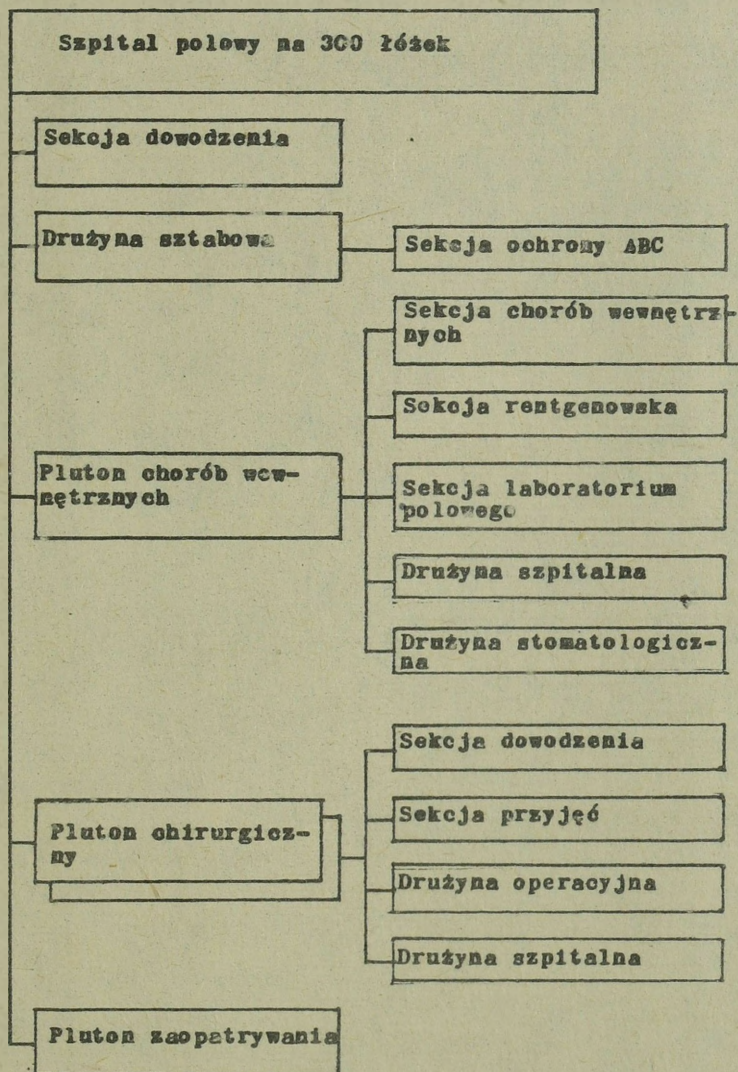 Szpital polowy na 300 łóżek
Sekcja dowodzenia
Drużyna sztabowa
Sekcja ochrony ABC
Sekcja chorób wewnętrz-
nych
Sekcja rentgenowska
Pluton chorób wew-
nętrznych
Sekcja laboratorium
polowego
Drużyna szpitalna
Drużyna stomatologicz-
na
Sekcja dowodzenia
Sekcja przyjęć
Pluton chirurgicz-
ny
Drużyna operacyjna
Drużyna szpitalna
Pluton zaopatrywania